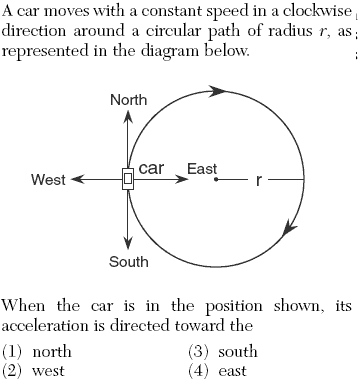 A car moves with a constant speed in a clockwise
direction around a circular path of radius r, as
represented in the diagram below.
North
car
East
West
r
South
When the car is in the position shown, its
acceleration is directed toward the
(1) north (3) south
(2) west (4) east